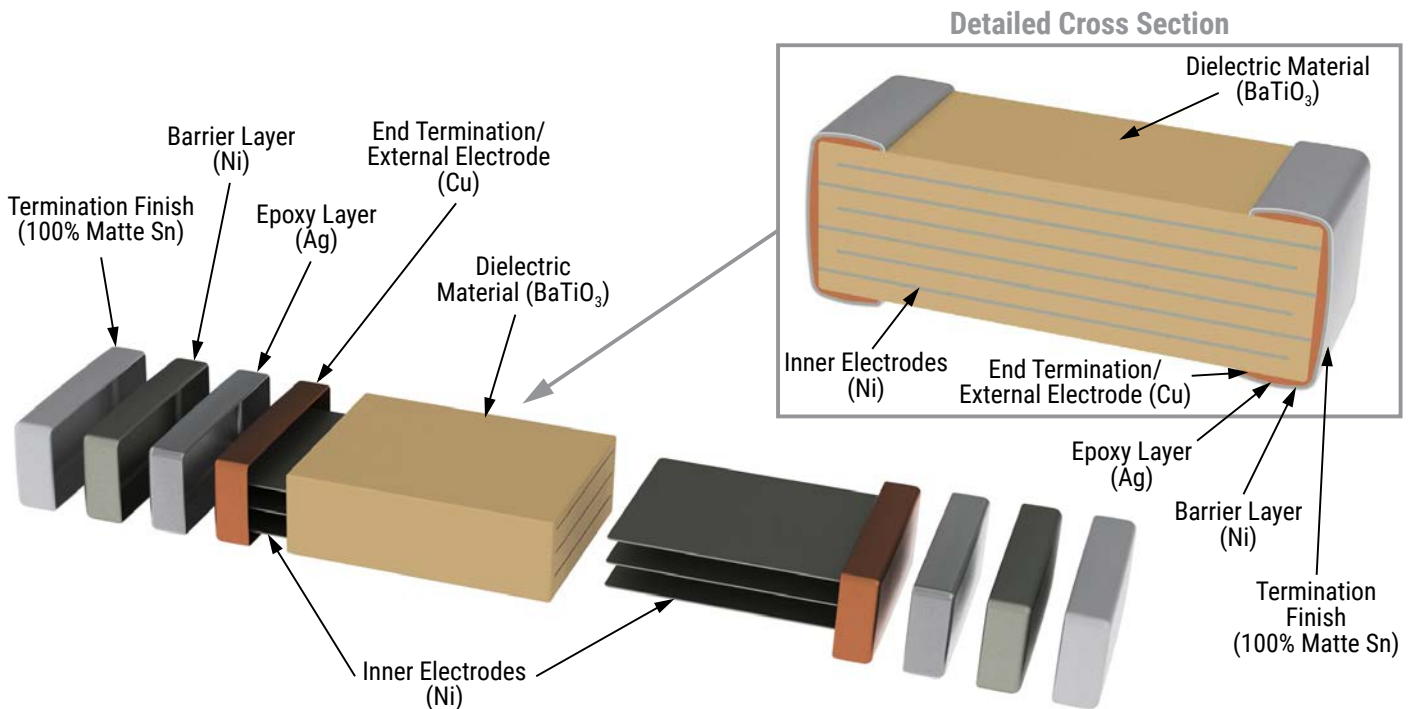 Detailed Cross Section
Dielectric Material
(BaTiO₃)
Inner Electrodes
(Ni)
End Termination/
External Electrode (Cu)
Epoxy Layer
(Ag)
Barrier Layer
(Ni)
Termination
Finish
(100% Matte Sn)
Termination Finish
(100% Matte Sn)
Barrier Layer
(Ni)
Epoxy Layer
(Ag)
End Termination/
External Electrode
(Cu)
Dielectric
Material (BaTiO₃)
Inner Electrodes
(Ni)